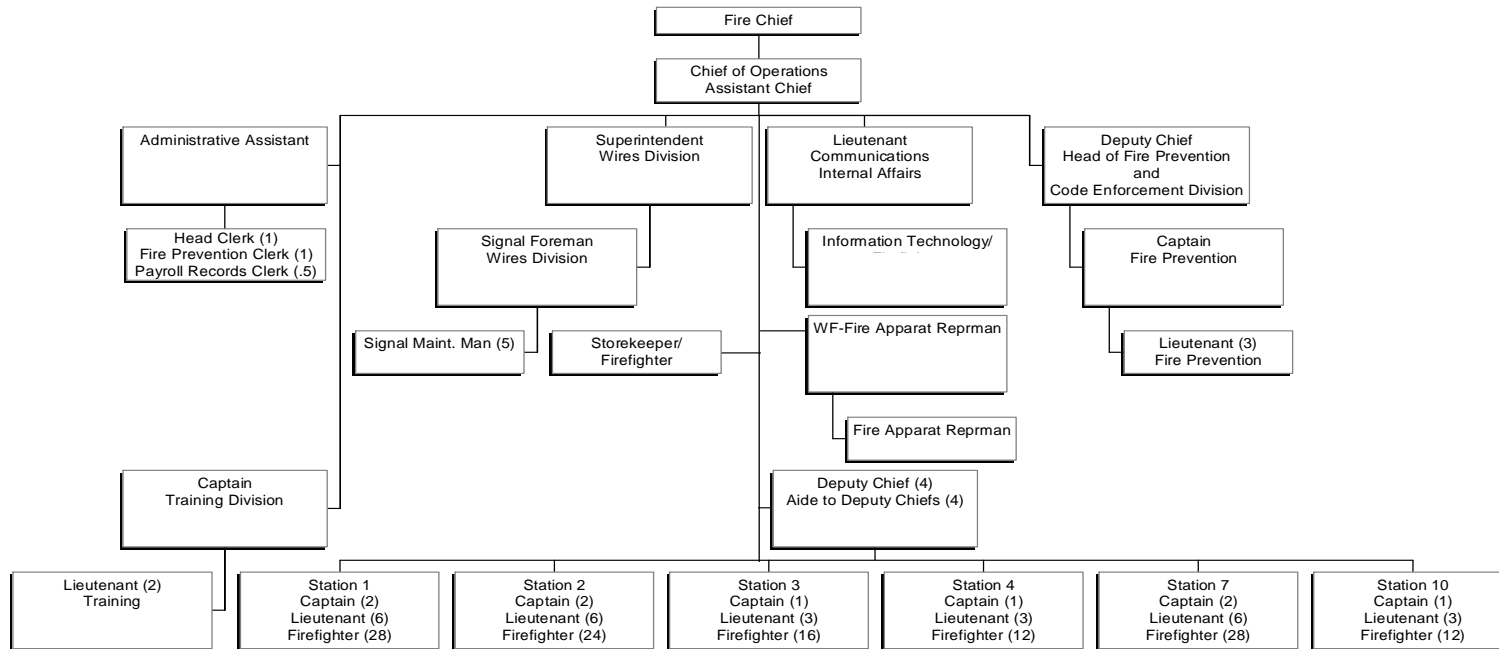 Fire Chief
Chief of Operations
Assistant Chief
Administrative Assistant
Superintendent
Wires Division
Lieutenant
Communications
Internal Affairs
Deputy Chief
Head of Fire Prevention
and
Code Enforcement Division
Head Clerk (1)
Fire Prevention Clerk (1)
Payroll Records Clerk (.5)
Signal Foreman
Wires Division
Information Technology/
Captain
Fire Prevention
Signal Maint. Man (5)
Storekeeper/
Firefighter
WF-Fire Apparat Reprman
Lieutenant (3)
Fire Prevention
Fire Apparat Reprman
Captain
Training Division
Deputy Chief (4)
Aide to Deputy Chiefs (4)
Lieutenant (2)
Training
Station 1
Captain (2)
Lieutenant (6)
Firefighter (28)
Station 2
Captain (2)
Lieutenant (6)
Firefighter (24)
Station 3
Captain (1)
Lieutenant (3)
Firefighter (16)
Station 4
Captain (1)
Lieutenant (3)
Firefighter (12)
Station 7
Captain (2)
Lieutenant (6)
Firefighter (28)
Station 10
Captain (1)
Lieutenant (3)
Firefighter (12)